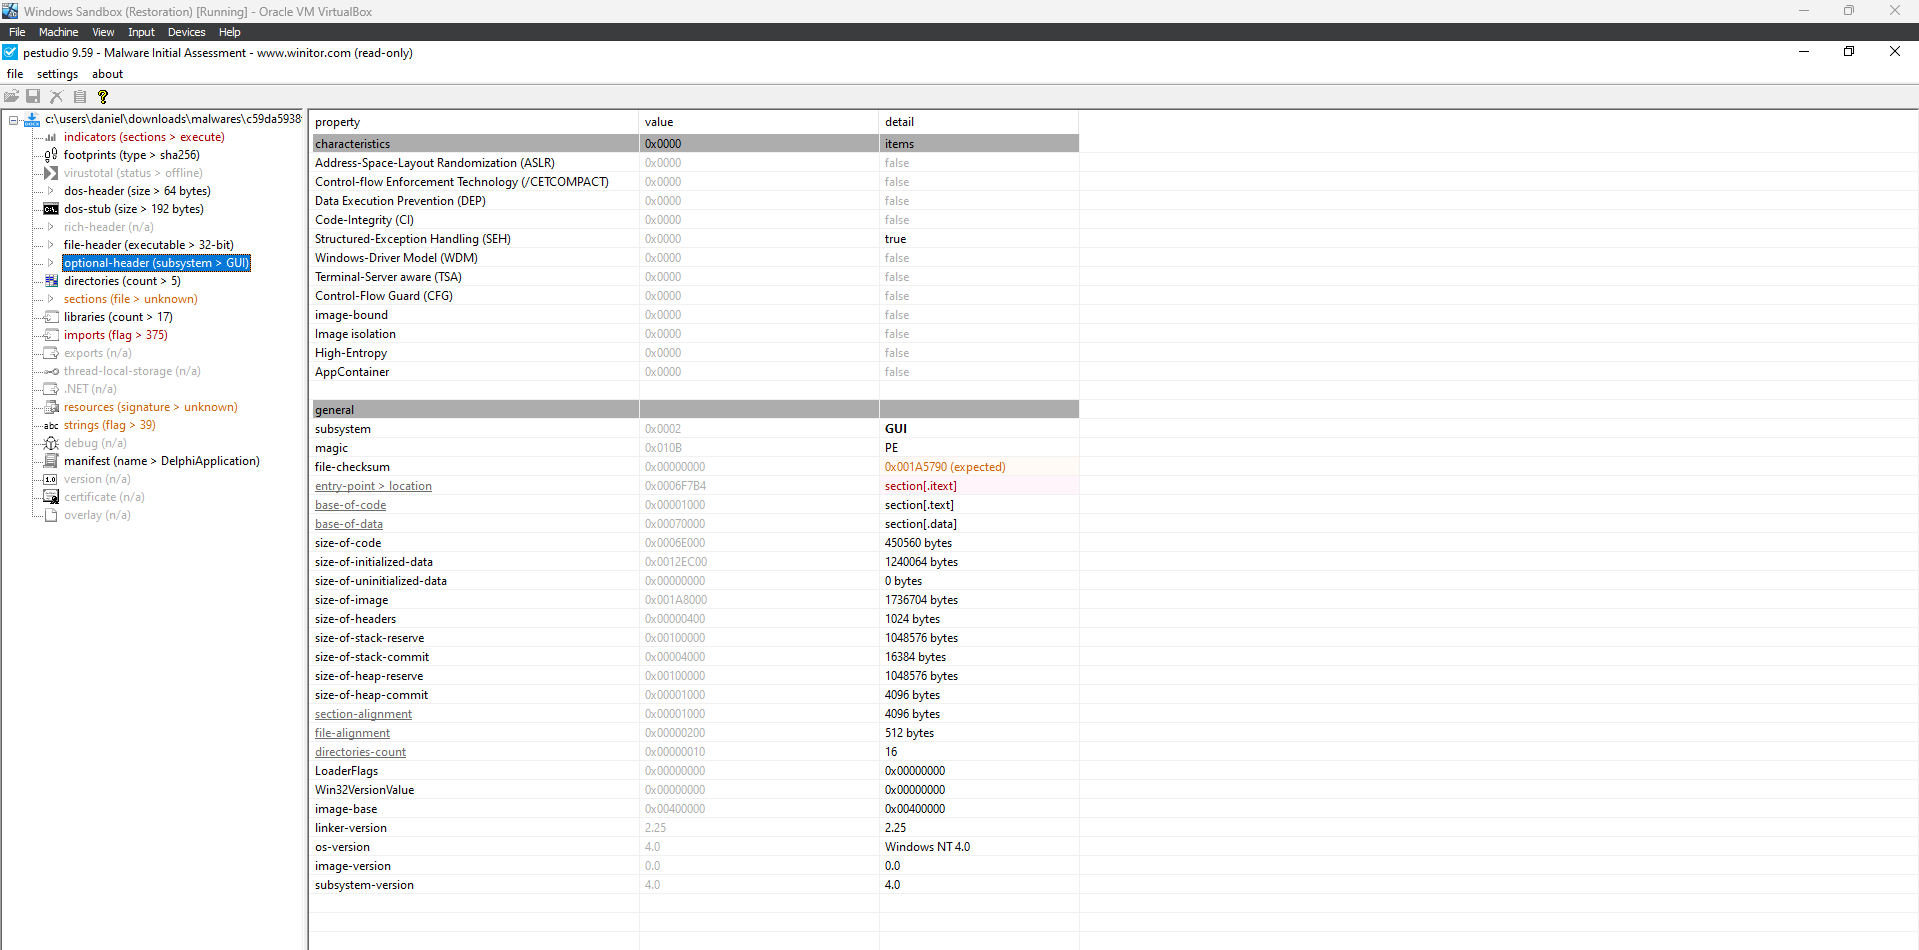 Windows Sandbox (Restoration) [Running] - Oracle VM VirtualBox
File Machine View Input Devices Help
pestudio 9.59 - Malware Initial Assessment - www.winitor.com (read-only)
file settings about
c:\users\daniel\downloads\malwares\c59da5938
indicators (sections > execute)
footprints (type > sha256)
virustotal (status > offline)
dos-header (size > 64 bytes)
dos-stub (size > 192 bytes)
rich-header (n/a)
file-header (executable > 32-bit)
optional-header (subsystem > GUI)
directories (count > 5)
sections (file > unknown)
libraries (count > 17)
imports (flag > 375)
exports (n/a)
thread-local-storage (n/a)
.NET (n/a)
resources (signature > unknown)
abc strings (flag > 39)
debug (n/a)
manifest (name > DelphiApplication)
1.0 version (n/a)
certificate (n/a)
overlay (n/a)
property value detail
characteristics 0x0000 items
Address-Space-Layout Randomization (ASLR) 0x0000 false
Control-flow Enforcement Technology (/CETCOMPACT) 0x0000 false
Data Execution Prevention (DEP) 0x0000 false
Code-Integrity (CI) 0x0000 false
Structured-Exception Handling (SEH) 0x0000 true
Windows-Driver Model (WDM) 0x0000 false
Terminal-Server aware (TSA) 0x0000 false
Control-Flow Guard (CFG) 0x0000 false
image-bound 0x0000 false
Image isolation 0x0000 false
High-Entropy 0x0000 false
AppContainer 0x0000 false
general
subsystem 0x0002 GUI
magic 0x010B PE
file-checksum 0x00000000 0x001A5790 (expected)
entry-point > location 0x0006F7B4 section[.itext]
base-of-code 0x00001000 section[.text]
base-of-data 0x00070000 section[.data]
size-of-code 0x0006E000 450560 bytes
size-of-initialized-data 0x0012EC00 1240064 bytes
size-of-uninitialized-data 0x00000000 0 bytes
size-of-image 0x001A8000 1736704 bytes
size-of-headers 0x00000400 1024 bytes
size-of-stack-reserve 0x00100000 1048576 bytes
size-of-stack-commit 0x00004000 16384 bytes
size-of-heap-reserve 0x00100000 1048576 bytes
size-of-heap-commit 0x00001000 4096 bytes
section-alignment 0x00001000 4096 bytes
file-alignment 0x00000200 512 bytes
directories-count 0x00000010 16
LoaderFlags 0x00000000 0x00000000
Win32VersionValue 0x00000000 0x00000000
image-base 0x00400000 0x00400000
linker-version 2.25 2.25
os-version 4.0 Windows NT 4.0
image-version 0.0 0.0
subsystem-version 4.0 4.0